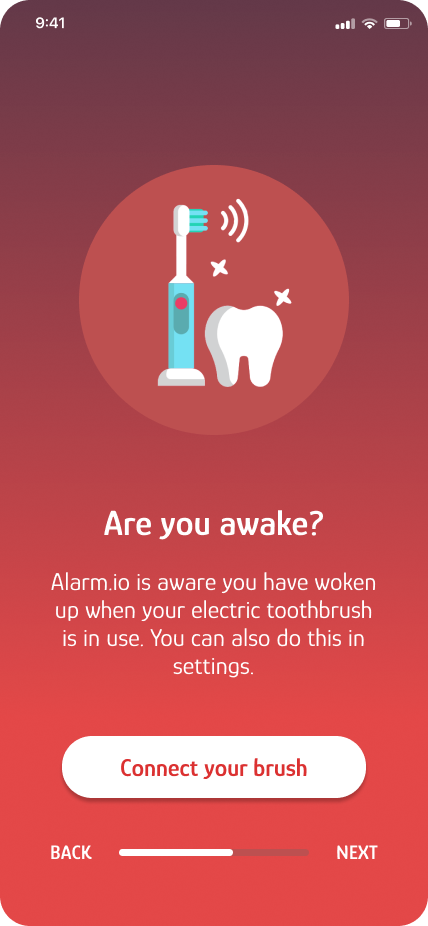 9:41
Are you awake?
Alarm.io is aware you have woken
up when your electric toothbrush
is in use. You can also do this in
settings.
Connect your brush
BACK
NEXT